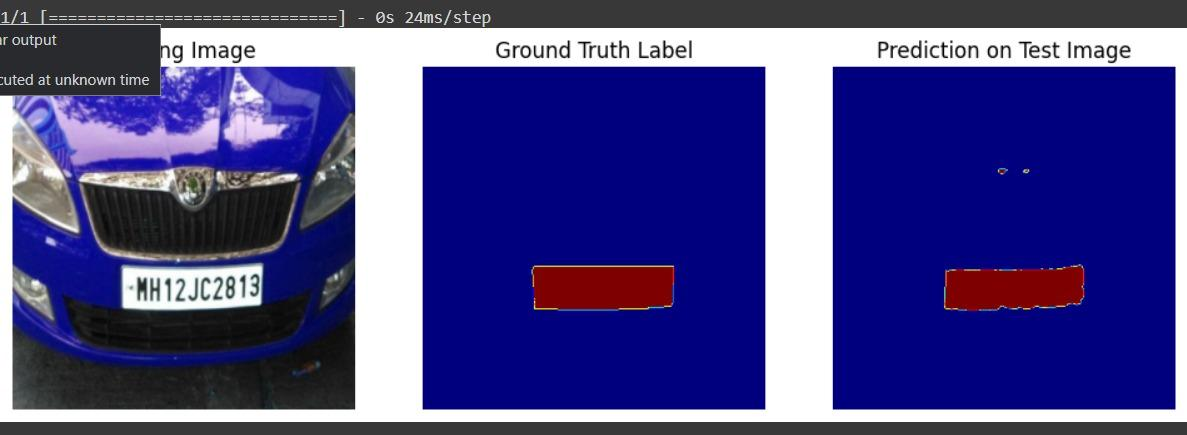 1/1 [==============================] - 0s 24ms/step
ar output
cuted at unknown time
ng Image
Ground Truth Label
Prediction on Test Image
MH12JC2813